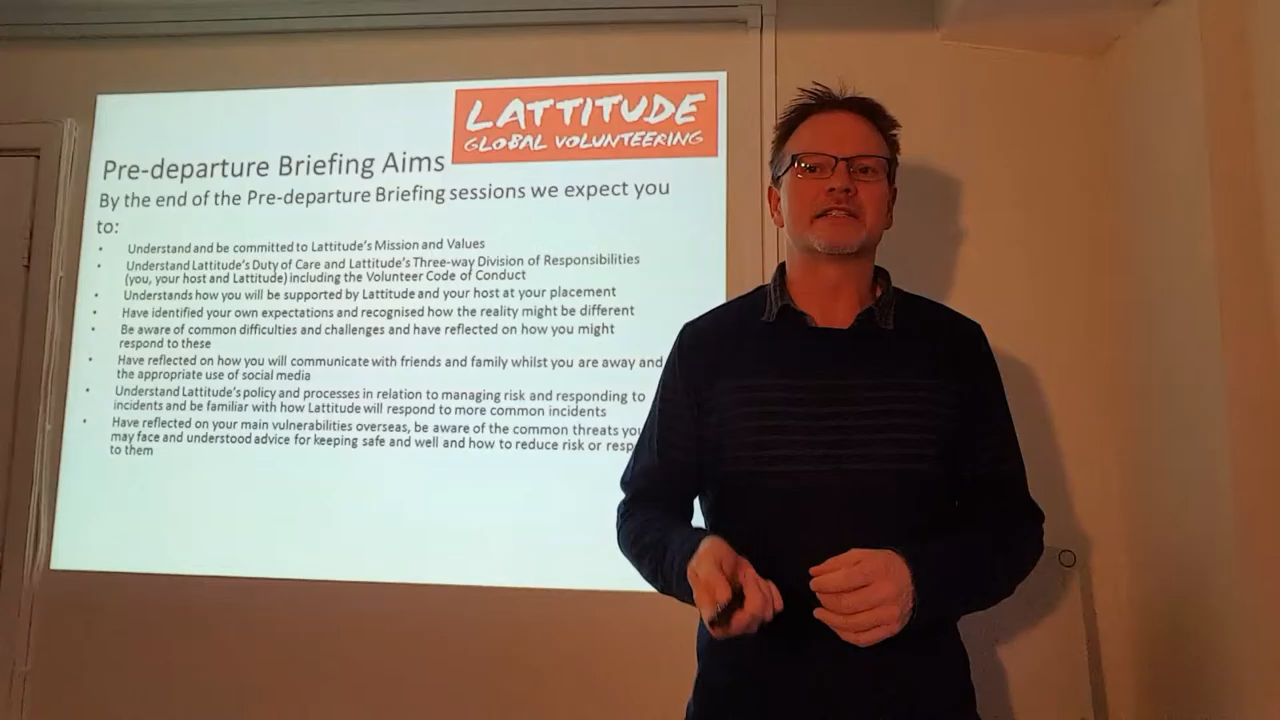 LATTITUDE
GLOBAL VOLUNTEERING
Pre-departure Briefing Aims
By the end of the Pre-departure Briefing sessions we expect you
to:
• Understand and be committed to Lattitude's Mission and Values
• Understand Lattitude's Duty of Care and Lattitude's Three-way Division of Responsibilities
(you, your host and Lattitude) including the Volunteer Code of Conduct
• Understands how you will be supported by Lattitude and your host at your placement
• Have identified your own expectations and recognised how the reality might be different
• Be aware of common difficulties and challenges and have reflected on how you might
respond to these
• Have reflected on how you will communicate with friends and family whilst you are away and
the appropriate use of social media
• Understand Lattitude's policy and processes in relation to managing risk and responding to
incidents and be familiar with how Lattitude will respond to more common incidents
• Have reflected on your main vulnerabilities overseas, be aware of the common threats you
may face and understood advice for keeping safe and well and how to reduce risk or
to them